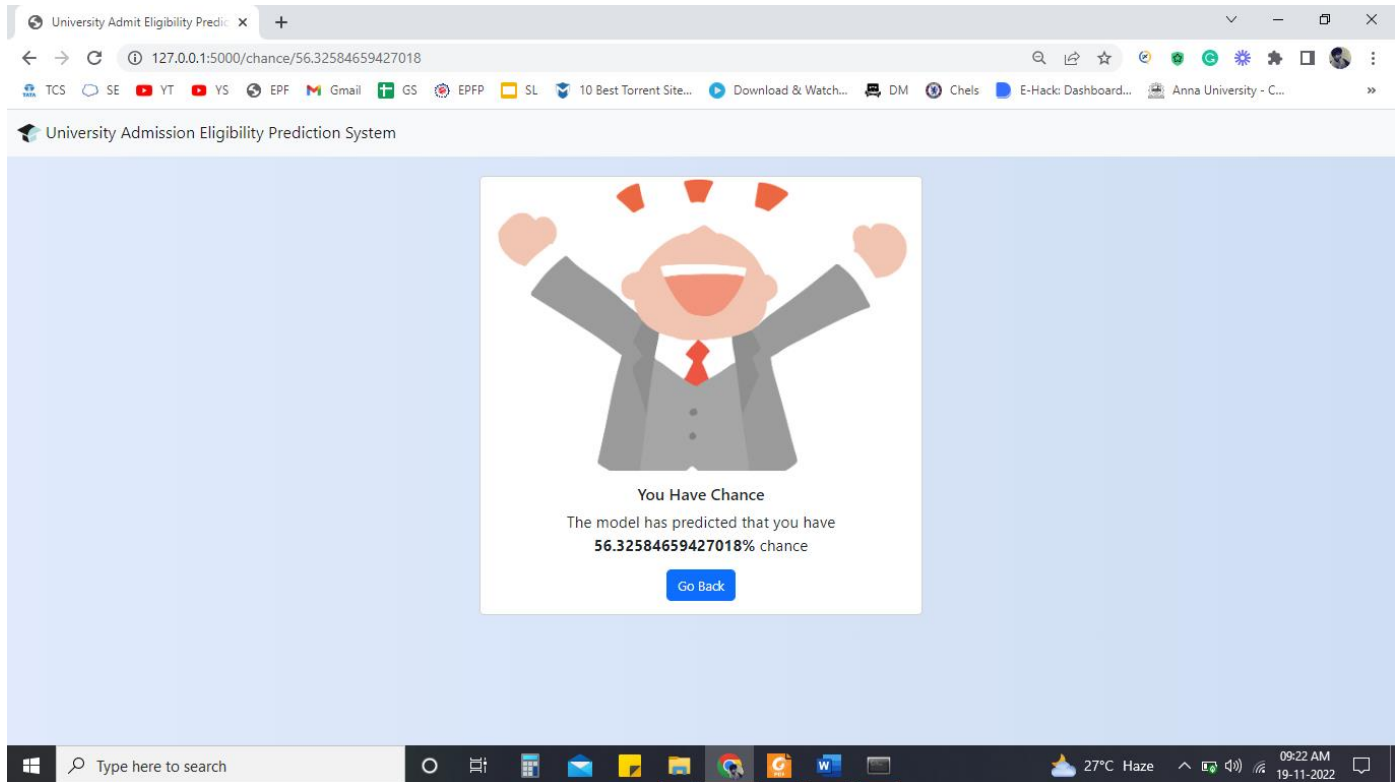 University Admit Eligibility Predic
127.0.0.1:5000/chance/56.32584659427018
TCS SE YT YS EPF Gmail GS EPFP SL 10 Best Torrent Site... Download & Watch... DM Chels E-Hack: Dashboard... Anna University - C... »
University Admission Eligibility Prediction System
You Have Chance
The model has predicted that you have
56.32584659427018% chance
Go Back
Type here to search
27°C Haze
09:22 AM
19-11-2022